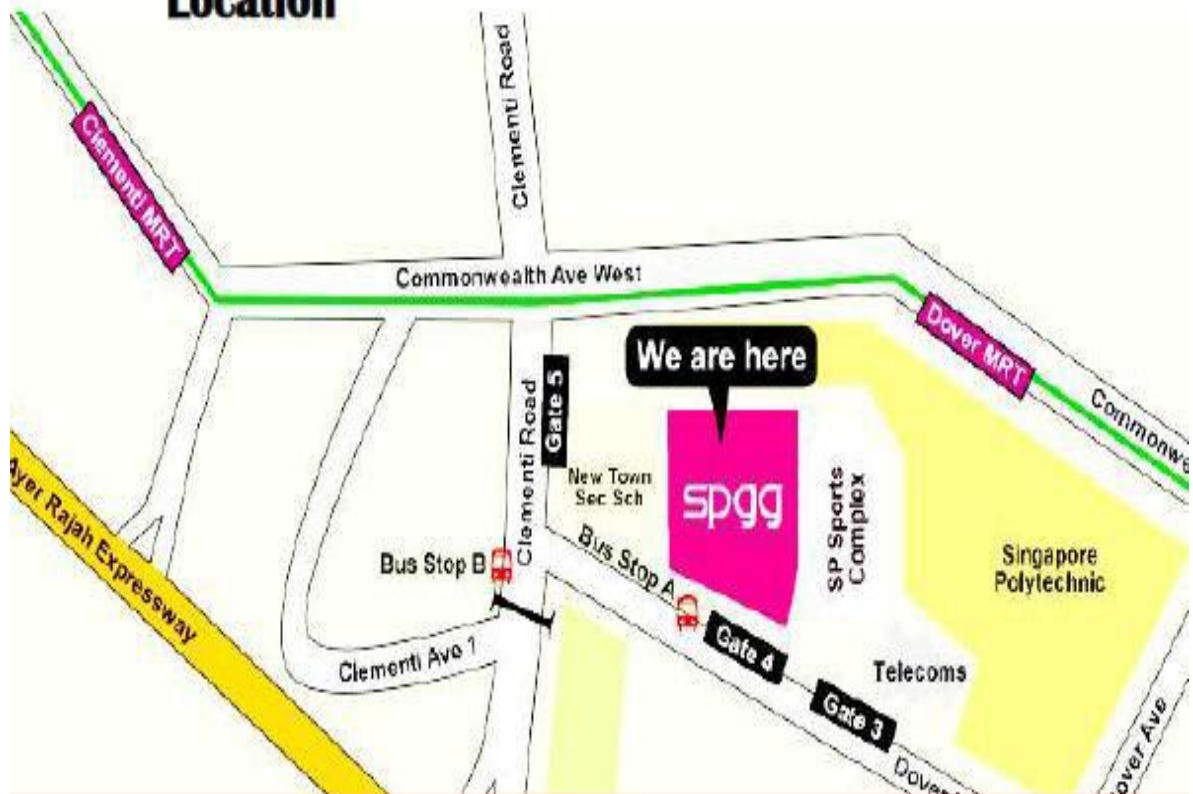 Location
Clementi Road
Clementi MRT
Commonwealth Ave West
We are here
Dover MRT
Gate 5
Clementi Road
New Town
Sec Sch
spgg
SP Sports
Complex
Singapore
Polytechnic
Commonwe
Ayer Rajah Expressway
Bus Stop B
Bus Stop A
Clementi Ave 1
Gate 4
Telecoms
Gate 3
Dover
over Ave